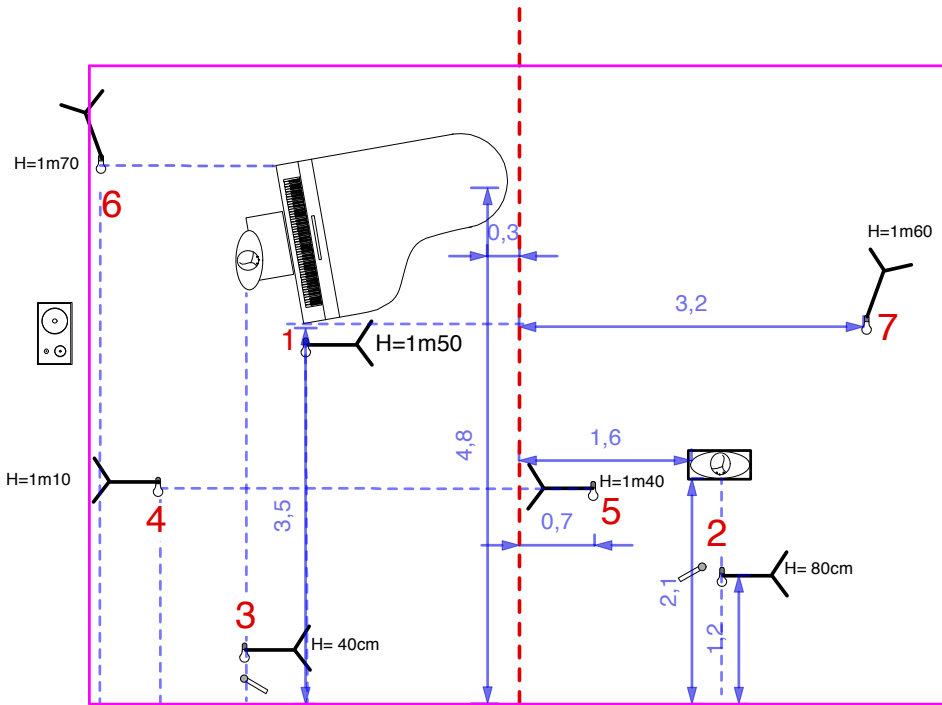 H=1m70
6
0,3
H=1m60
3,2
7
1
H=1m50
1,6
4,8
H=1m10
H=1m40
4
3,5
5
0,7
2
H= 80cm
2,1
3
H= 40cm
1,2